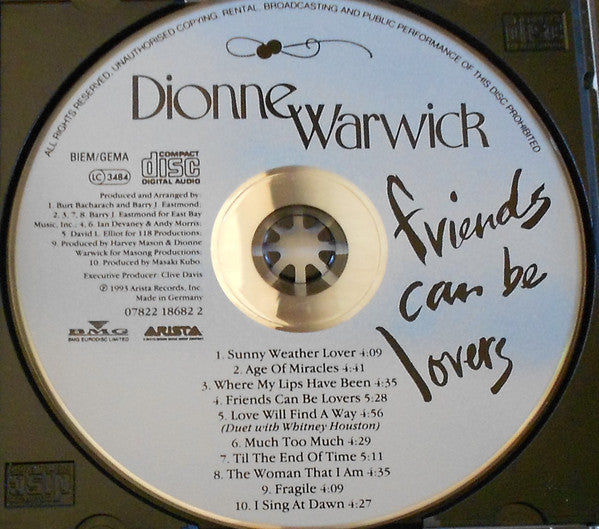 ALL RIGHTS RESERVED. UNAUTHORISED COPYING, RENTAL, BROADCASTING AND PUBLIC PERFORMANCE OF THIS DISC PROHIBITED
Dionne
Warwick
BIEM/GEMA
LC 3484
COMPACT
disc
DIGITAL AUDIO
friends
can be
lovers
Produced and Arranged by:
1. Burt Bacharach and Barry J. Eastmond:
2, 3, 7, 8. Barry J. Eastmond for East Bay
Music, Inc.; 4, 6. Ian Devaney & Andy Morris:
5. David L. Elliot for 118 Productions:
9. Produced by Harvey Mason & Dionne
Warwick for Masong Productions:
10. Produced by Masaki Kubo.
Executive Producer: Clive Davis
℗ 1993 Arista Records, Inc.
Made in Germany
07822 18682 2
BMG
BMG EURODISC LIMITED
ARISTA
1. Sunny Weather Lover 4:09
2. Age Of Miracles 4:41
3. Where My Lips Have Been 4:35
4. Friends Can Be Lovers 5:28
5. Love Will Find A Way 4:56
(Duet with Whitney Houston)
6. Much Too Much 4:29
7. Til The End Of Time 5:11
8. The Woman That I Am 4:35
9. Fragile 4:09
10. I Sing At Dawn 4:27